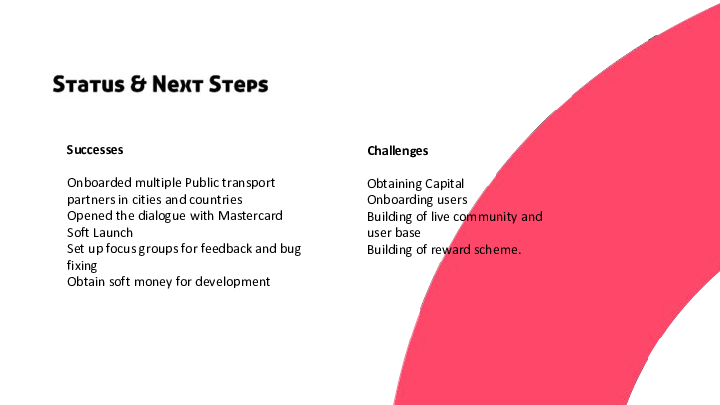 Status & Next Steps
Successes
Onboarded multiple Public transport
partners in cities and countries
Opened the dialogue with Mastercard
Soft Launch
Set up focus groups for feedback and bug
fixing
Obtain soft money for development
Challenges
Obtaining Capital
Onboarding users
Building of live community and
user base
Building of reward scheme.